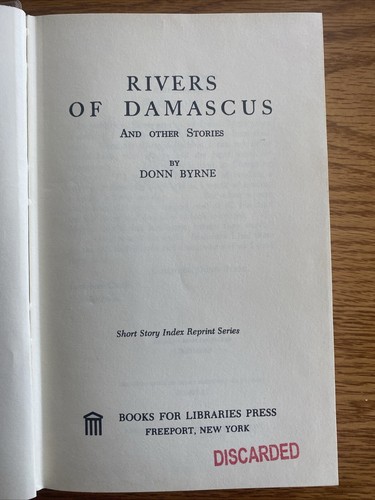 RIVERS
OF DAMASCUS
AND OTHER STORIES
BY
DONN BYRNE
Short Story Index Reprint Series
BOOKS FOR LIBRARIES PRESS
FREEPORT, NEW YORK
DISCARDED